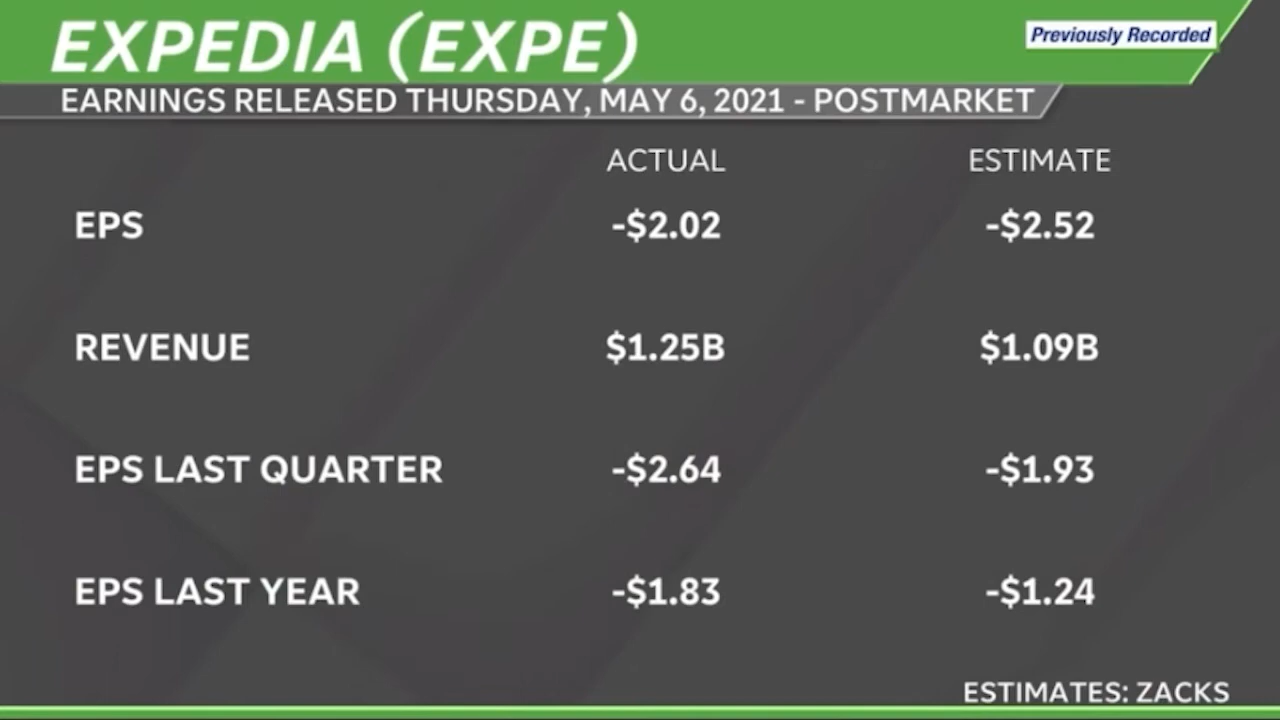 EXPEDIA (EXPE)
Previously Recorded
EARNINGS RELEASED THURSDAY, MAY 6, 2021 - POSTMARKET
ACTUAL ESTIMATE
EPS -$2.02 -$2.52
REVENUE $1.25B $1.09B
EPS LAST QUARTER -$2.64 -$1.93
EPS LAST YEAR -$1.83 -$1.24
ESTIMATES: ZACKS